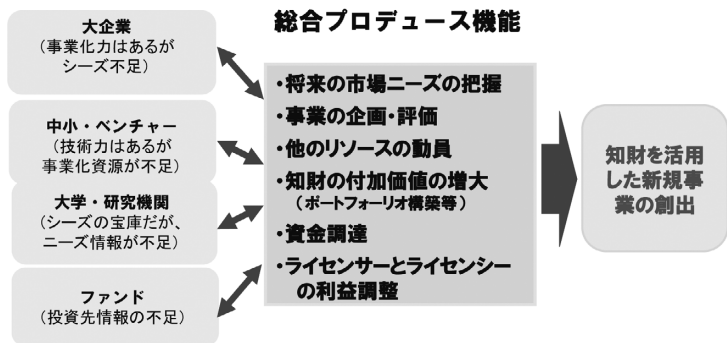 総合プロデュース機能
大企業
（事業化力はあるが
シーズ不足）
中小・ベンチャー
（技術力はあるが
事業化資源が不足）
大学・研究機関
（シーズの宝庫だが、
ニーズ情報が不足）
ファンド
（投資先情報の不足）
・将来の市場ニーズの把握
・事業の企画・評価
・他のリソースの動員
・知財の付加価値の増大
（ポートフォーリオ構築等）
・資金調達
・ライセンサーとライセンシー
の利益調整
知財を活用
した新規事
業の創出